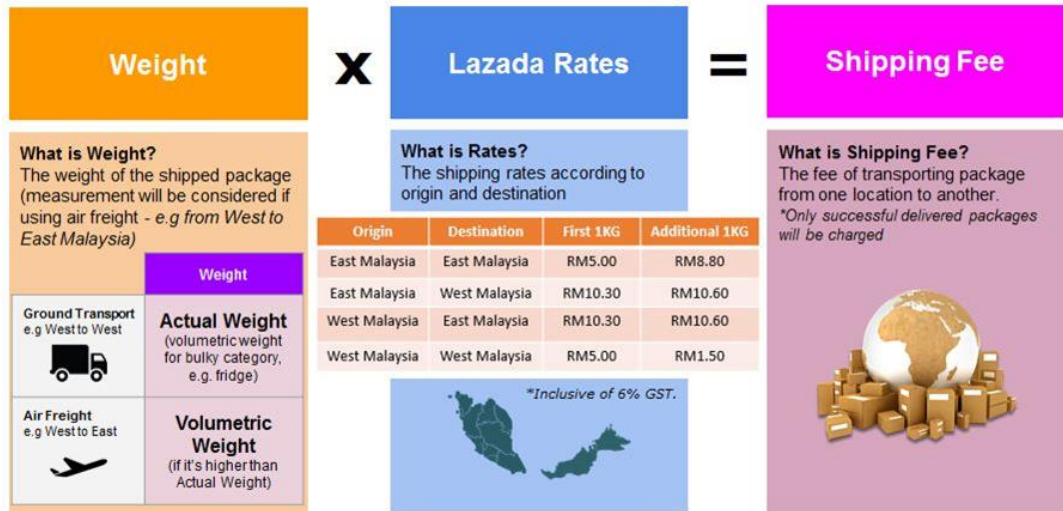 Weight
x
Lazada Rates
=
Shipping Fee
What is Weight?
The weight of the shipped package
(measurement will be considered if
using air freight - e.g from West to
East Malaysia)
Weight
Ground Transport
e.g West to West
Actual Weight
(volumetric weight
for bulky category,
e.g. fridge)
Air Freight
e.g West to East
Volumetric
Weight
(if it's higher than
Actual Weight)
What is Rates?
The shipping rates according to
origin and destination
Origin Destination First 1KG Additional 1KG
East Malaysia East Malaysia RM5.00 RM8.80
East Malaysia West Malaysia RM10.30 RM10.60
West Malaysia East Malaysia RM10.30 RM10.60
West Malaysia West Malaysia RM5.00 RM1.50
*Inclusive of 6% GST.
What is Shipping Fee?
The fee of transporting package
from one location to another.
*Only successful delivered packages
will be charged